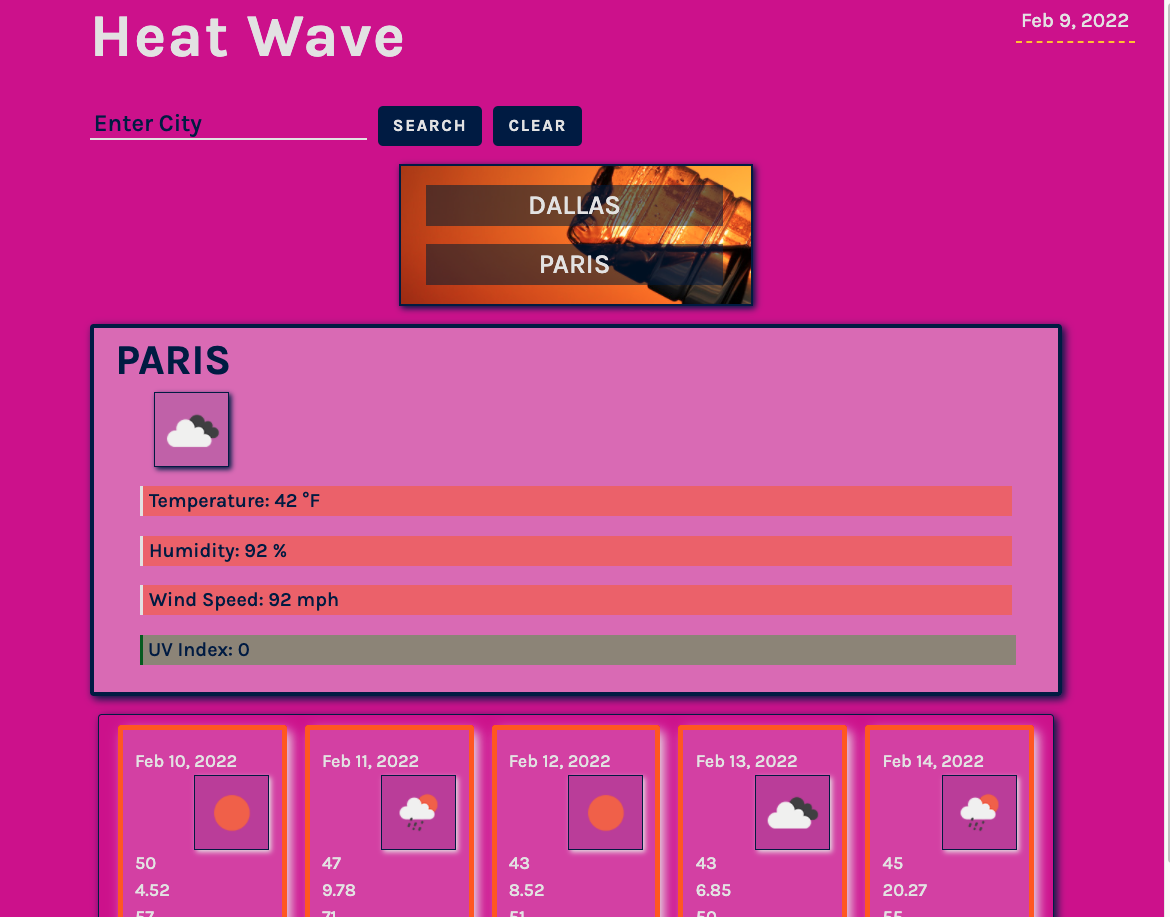 Heat Wave
Feb 9, 2022
Enter City
SEARCH
CLEAR
DALLAS
PARIS
PARIS
Temperature: 42 °F
Humidity: 92 %
Wind Speed: 92 mph
UV Index: 0
Feb 10, 2022
50
4.52
57
Feb 11, 2022
47
9.78
71
Feb 12, 2022
43
8.52
51
Feb 13, 2022
43
6.85
Feb 14, 2022
45
20.27
55